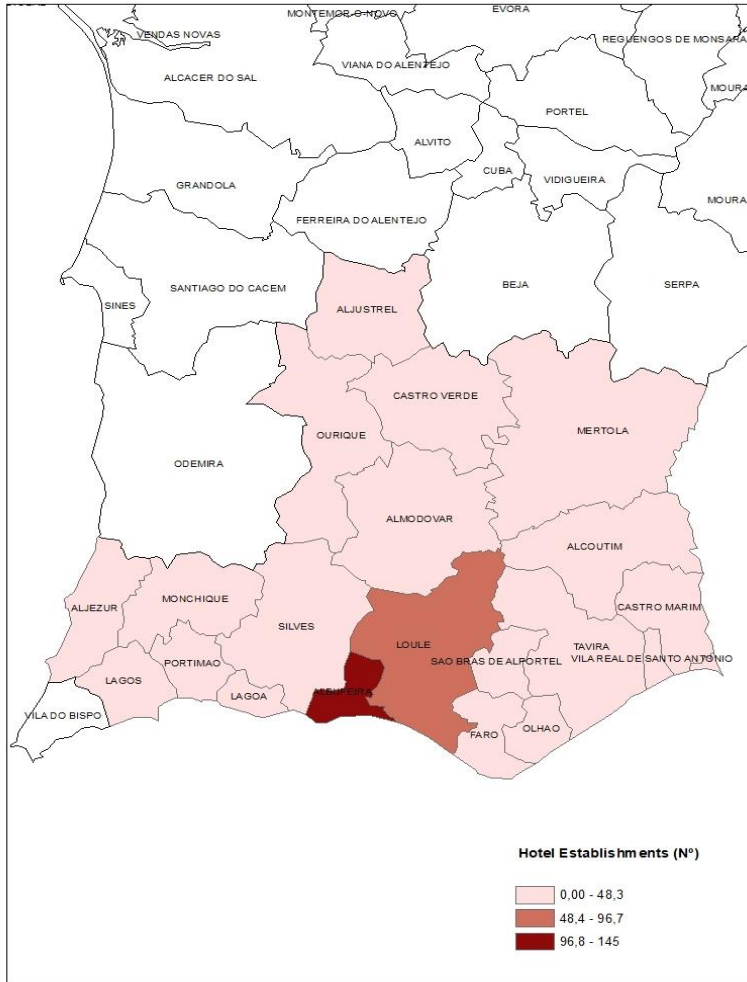 MONTEMOR-O-NOVO
EVORA
VENDAS NOVAS
REGUENGOS DE MONSARA
VIANA DO ALENTEJO
ALCACER DO SAL
MOURA
PORTEL
ALVITO
CUBA
VIDIGUEIRA
GRANDOLA
MOURA
FERREIRA DO ALENTEJO
SANTIAGO DO CACEM
BEJA
SERPA
SINES
ALJUSTREL
CASTRO VERDE
MERTOLA
OURIQUE
ODEMIRA
ALMODOVAR
ALCOUTIM
MONCHIQUE
ALJEZUR
CASTRO MARIM
SILVES
LOULE
TAVIRA
SAO BRAS DE ALPORTEL
VILA REAL DE SANTO ANTONIO
PORTIMAO
LAGOS
LAGOA
ALBUFEIRA
VILA DO BISPO
FARO
OLHAO
Hotel Establishments (Nº)
0,00 - 48,3
48,4 - 96,7
96,8 - 145